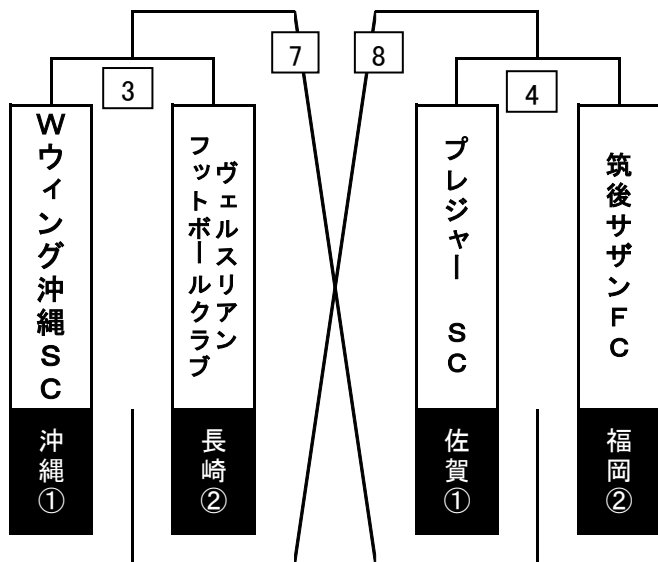 7
8
3
4
Wウィング沖縄SC
ヴェルスリアン
フットボールクラブ
プレジャー SC
筑後サザンFC
沖縄①
長崎②
佐賀①
福岡②